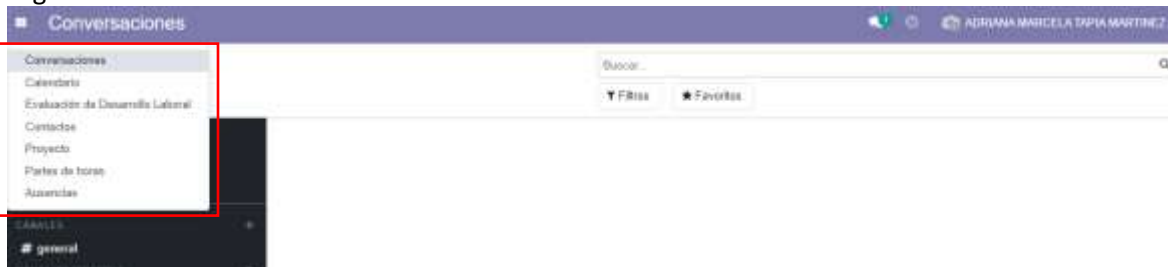 Conversaciones
ADRIANA MARCELA TAPIA MARTINEZ
Conversaciones
Calendario
Evaluación de Desarrollo Laboral
Contactos
Proyecto
Partes de horas
Ausencias
Buscar...
Filtros
Favoritos
CANALES
# general